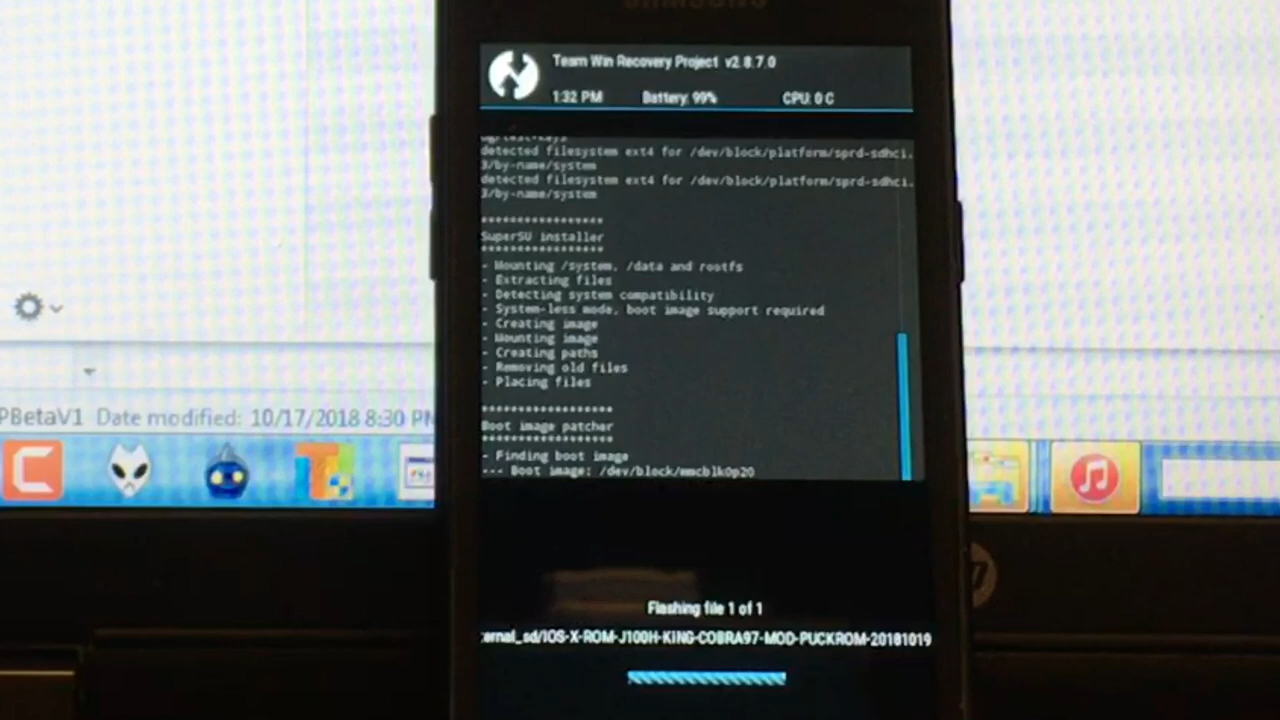 SAMSUNG
Team Win Recovery Project v2.8.7.0
1:32 PM Battery: 99% CPU: 0 C
detected filesystem ext4 for /dev/block/platform/sprd-sdhci.
3/by-name/system
detected filesystem ext4 for /dev/block/platform/sprd-sdhci.
3/by-name/system
*****************
SuperSU installer
*****************
- Mounting /system, /data and rootfs
- Extracting files
- Detecting system compatibility
- System-less mode, boot image support required
- Creating image
- Mounting image
- Creating paths
- Removing old files
- Placing files
******************
Boot image patcher
******************
- Finding boot image
--- Boot image: /dev/block/mmcblk0p20
PBetaV1 Date modified: 10/17/2018 8:30 PM
Flashing file 1 of 1
ernal_sd/IOS-X-ROM-J100H-KING-COBRA97-MOD-PUCKROM-20181019